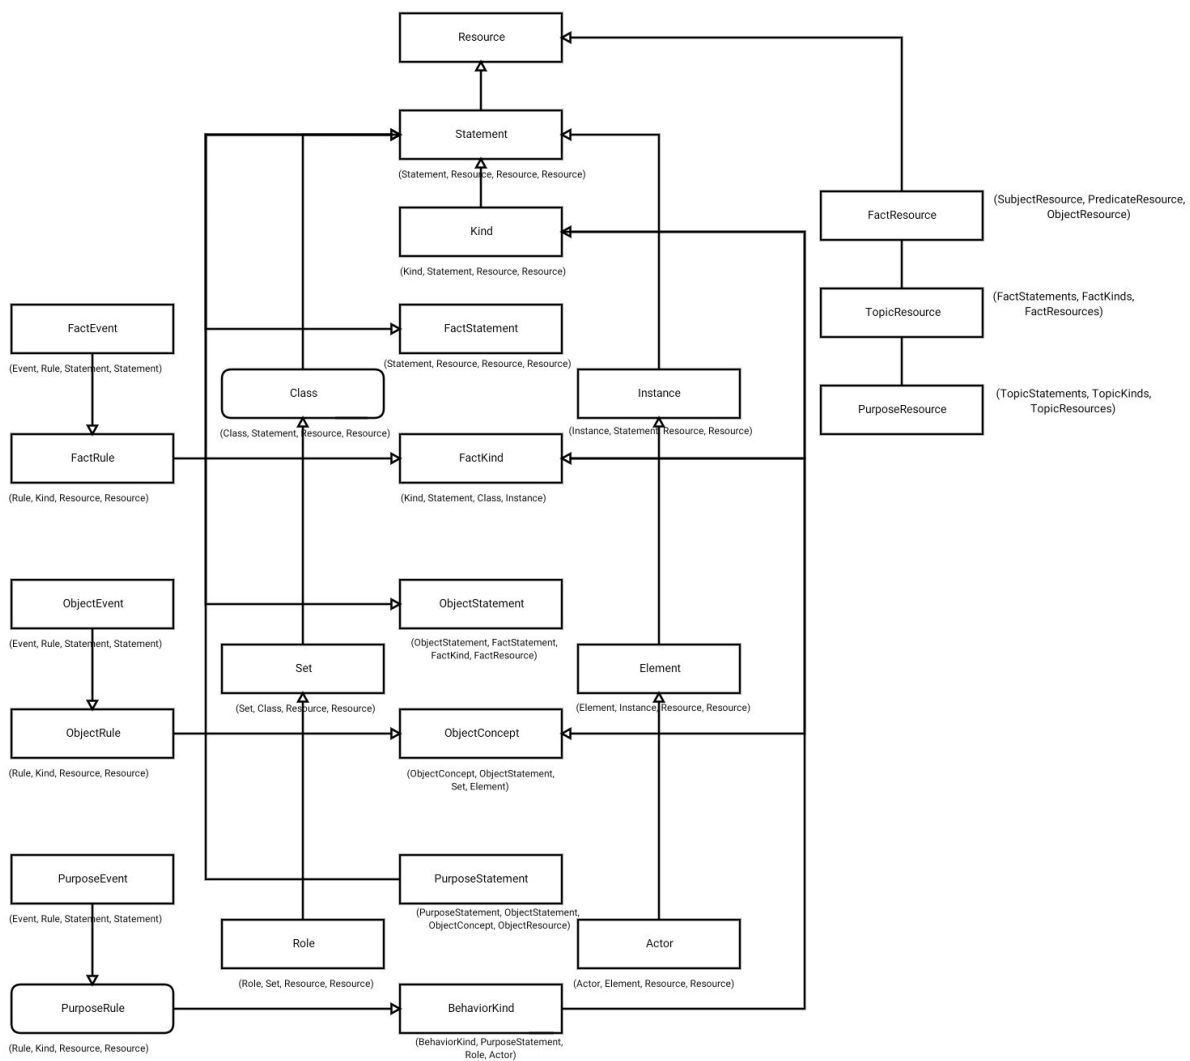 Resource
Statement
(Statement, Resource, Resource, Resource)
FactResource
(SubjectResource, PredicateResource,
ObjectResource)
Kind
(Kind, Statement, Resource, Resource)
FactEvent
(Event, Rule, Statement, Statement)
FactStatement
(Statement, Resource, Resource, Resource)
TopicResource
(FactStatements, FactKinds,
FactResources)
Class
(Class, Statement, Resource, Resource)
Instance
(Instance, Statement, Resource, Resource)
PurposeResource
(TopicStatements, TopicKinds,
TopicResources)
FactRule
(Rule, Kind, Resource, Resource)
FactKind
(Kind, Statement, Class, Instance)
ObjectEvent
(Event, Rule, Statement, Statement)
ObjectStatement
(ObjectStatement, FactStatement,
FactKind, FactResource)
Set
(Set, Class, Resource, Resource)
Element
(Element, Instance, Resource, Resource)
ObjectRule
(Rule, Kind, Resource, Resource)
ObjectConcept
(ObjectConcept, ObjectStatement,
Set, Element)
PurposeEvent
(Event, Rule, Statement, Statement)
PurposeStatement
(PurposeStatement, ObjectStatement,
ObjectConcept, ObjectResource)
Role
(Role, Set, Resource, Resource)
Actor
(Actor, Element, Resource, Resource)
PurposeRule
(Rule, Kind, Resource, Resource)
BehaviorKind
(BehaviorKind, PurposeStatement,
Role, Actor)